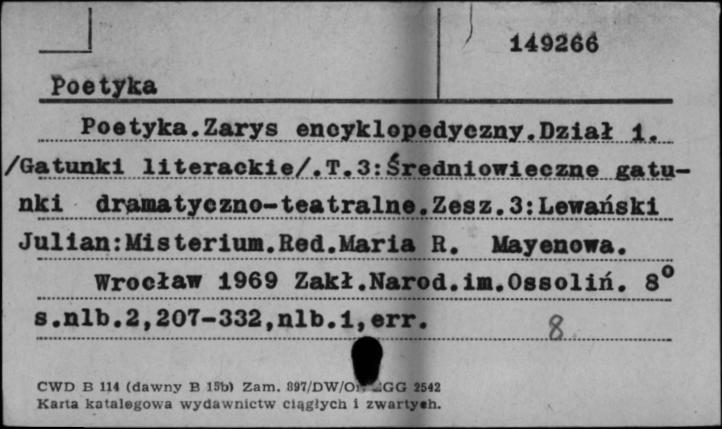 149266
Poetyka
Poetyka.Zarys encyklopedyczny.Dział 1.
/Gatunki literackie/.T.3:Średniowieczne gatu-
nki dramatyczno-teatralne.Zesz.3:Lewański
Julian:Misterium.Red.Maria R. Mayenowa.
Wrocław 1969 Zakł.Narod.im.Ossoliń. 8°
s.nlb.2,207-332,nlb.1,err.
8
CWD B 114 (dawny B 15b) Zam. 897/DW/ GG 2542
Karta katalogowa wydawnictw ciągłych i zwartych.